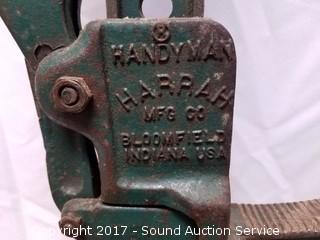 HANDYMAN
HARRAH
MFG CO
BLOOMFIELD
INDIANA USA
Copyright 2017 - Sound Auction Service